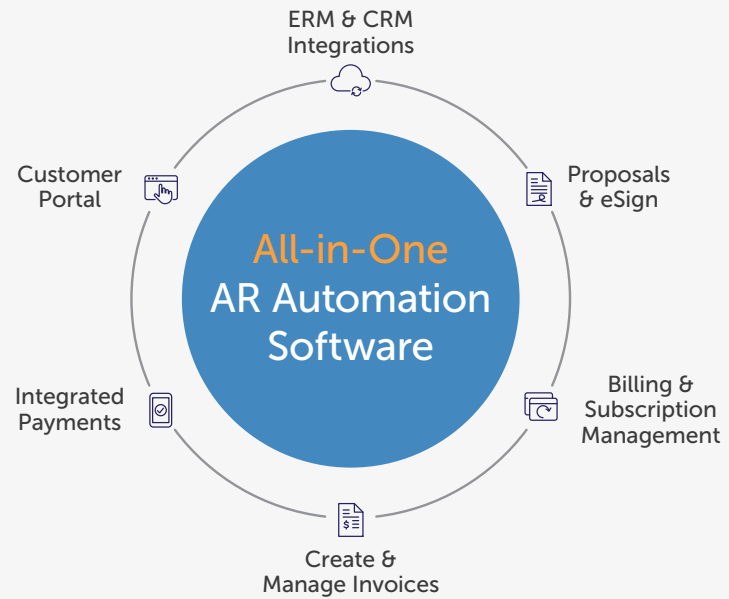 ERM & CRM
Integrations
Customer
Portal
Proposals
& eSign
All-in-One
AR Automation
Software
Integrated
Payments
Billing &
Subscription
Management
$
Create &
Manage Invoices